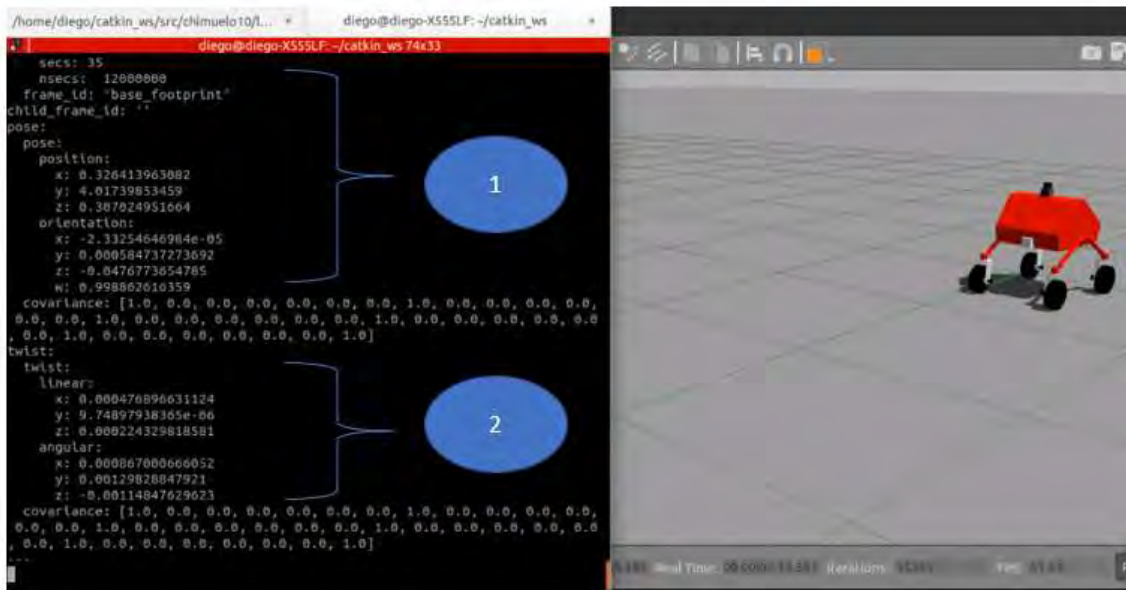 /home/diego/catkin_ws/src/chimuelo10/l... ×
diego@diego-X555LF: ~/catkin_ws ×
diego@diego-X555LF: ~/catkin_ws 74x33
secs: 35
nsecs: 12000000
frame_id: "base_footprint"
child_frame_id: ''
pose:
pose:
position:
x: 0.326413963082
y: 4.01739853459
z: 0.307024951664
orientation:
x: -2.33254646984e-05
y: 0.000584737273692
z: -0.0476773654785
w: 0.998862616359
covariance: [1.0, 0.0, 0.0, 0.0, 0.0, 0.0, 0.0, 1.0, 0.0, 0.0, 0.0, 0.0,
0.0, 0.0, 1.0, 0.0, 0.0, 0.0, 0.0, 0.0, 0.0, 1.0, 0.0, 0.0, 0.0, 0.0, 0.0
, 0.0, 1.0, 0.0, 0.0, 0.0, 0.0, 0.0, 0.0, 1.0]
twist:
twist:
linear:
x: 0.000476896631124
y: 9.74897938365e-06
z: 0.000224329818581
angular:
x: 0.000867000666052
y: 0.00129828847921
z: -0.00114847629623
covariance: [1.0, 0.0, 0.0, 0.0, 0.0, 0.0, 0.0, 1.0, 0.0, 0.0, 0.0, 0.0,
0.0, 0.0, 1.0, 0.0, 0.0, 0.0, 0.0, 0.0, 0.0, 1.0, 0.0, 0.0, 0.0, 0.0, 0.0
, 0.0, 1.0, 0.0, 0.0, 0.0, 0.0, 0.0, 0.0, 1.0]
---
1
2
Real Time: Iterations: